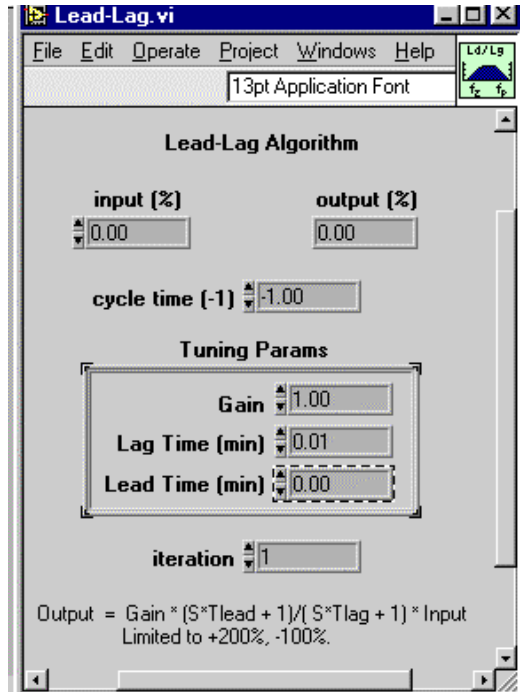 Lead-Lag.vi
File Edit Operate Project Windows Help
Ld/Lg
13pt Application Font
fz fp
Lead-Lag Algorithm
input (%) output (%)
0.00 0.00
cycle time (-1) -1.00
Tuning Params
Gain 1.00
Lag Time (min) 0.01
Lead Time (min) 0.00
iteration 1
Output = Gain * (S*Tlead + 1)/( S*Tlag + 1) * Input
Limited to +200%, -100%.